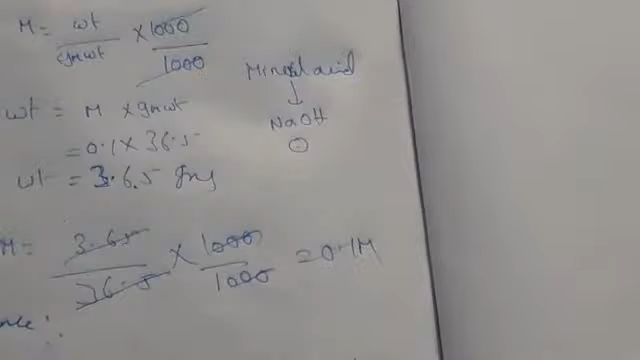 M = wt / gmwt × 1000 / 1000
Mineral acid
↓
wt = M × gmwt
NaOH
= 0.1 × 36.5
wt = 3.65 gms
M = 3.65 / 36.5 × 1000 / 1000 = 0.1M